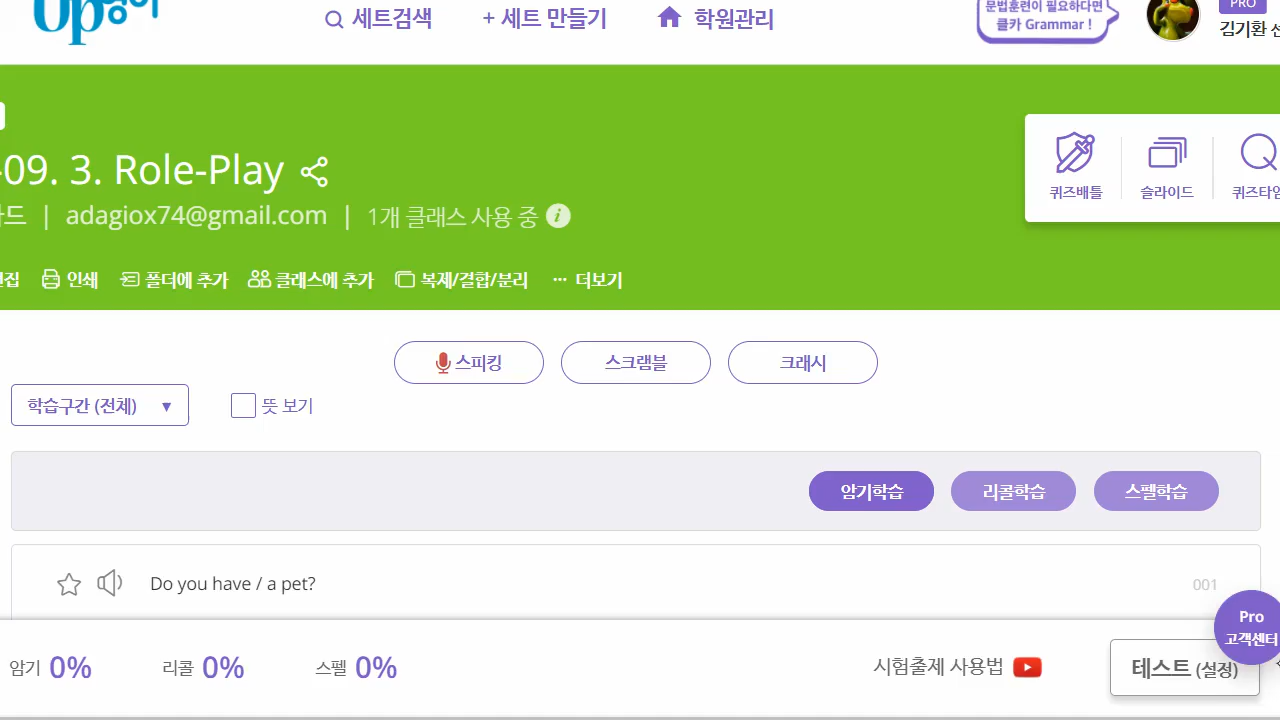 세트검색
+ 세트 만들기
학원관리
문법훈련이 필요하다면
클카 Grammar !
PRO
김기환
-09. 3. Role-Play
카드 | adagiox74@gmail.com | 1개 클래스 사용 중
인쇄 폴더에 추가 클래스에 추가 복제/결합/분리 ··· 더보기
퀴즈배틀
슬라이드
퀴즈타임
스피킹
스크램블
크래시
학습구간 (전체) ▼
뜻 보기
암기학습
리콜학습
스펠학습
Do you have / a pet?
001
Pro
고객센터
암기 0%
리콜 0%
스펠 0%
시험출제 사용법
테스트 (설정)